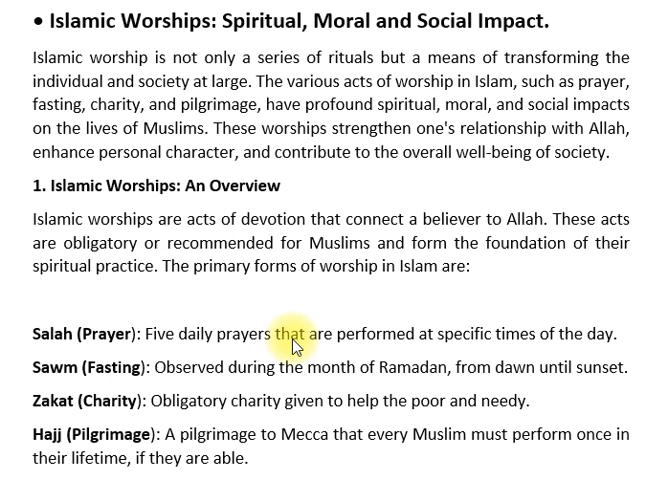 • Islamic Worships: Spiritual, Moral and Social Impact.
Islamic worship is not only a series of rituals but a means of transforming the
individual and society at large. The various acts of worship in Islam, such as prayer,
fasting, charity, and pilgrimage, have profound spiritual, moral, and social impacts
on the lives of Muslims. These worships strengthen one's relationship with Allah,
enhance personal character, and contribute to the overall well-being of society.
1. Islamic Worships: An Overview
Islamic worships are acts of devotion that connect a believer to Allah. These acts
are obligatory or recommended for Muslims and form the foundation of their
spiritual practice. The primary forms of worship in Islam are:
Salah (Prayer): Five daily prayers that are performed at specific times of the day.
Sawm (Fasting): Observed during the month of Ramadan, from dawn until sunset.
Zakat (Charity): Obligatory charity given to help the poor and needy.
Hajj (Pilgrimage): A pilgrimage to Mecca that every Muslim must perform once in
their lifetime, if they are able.